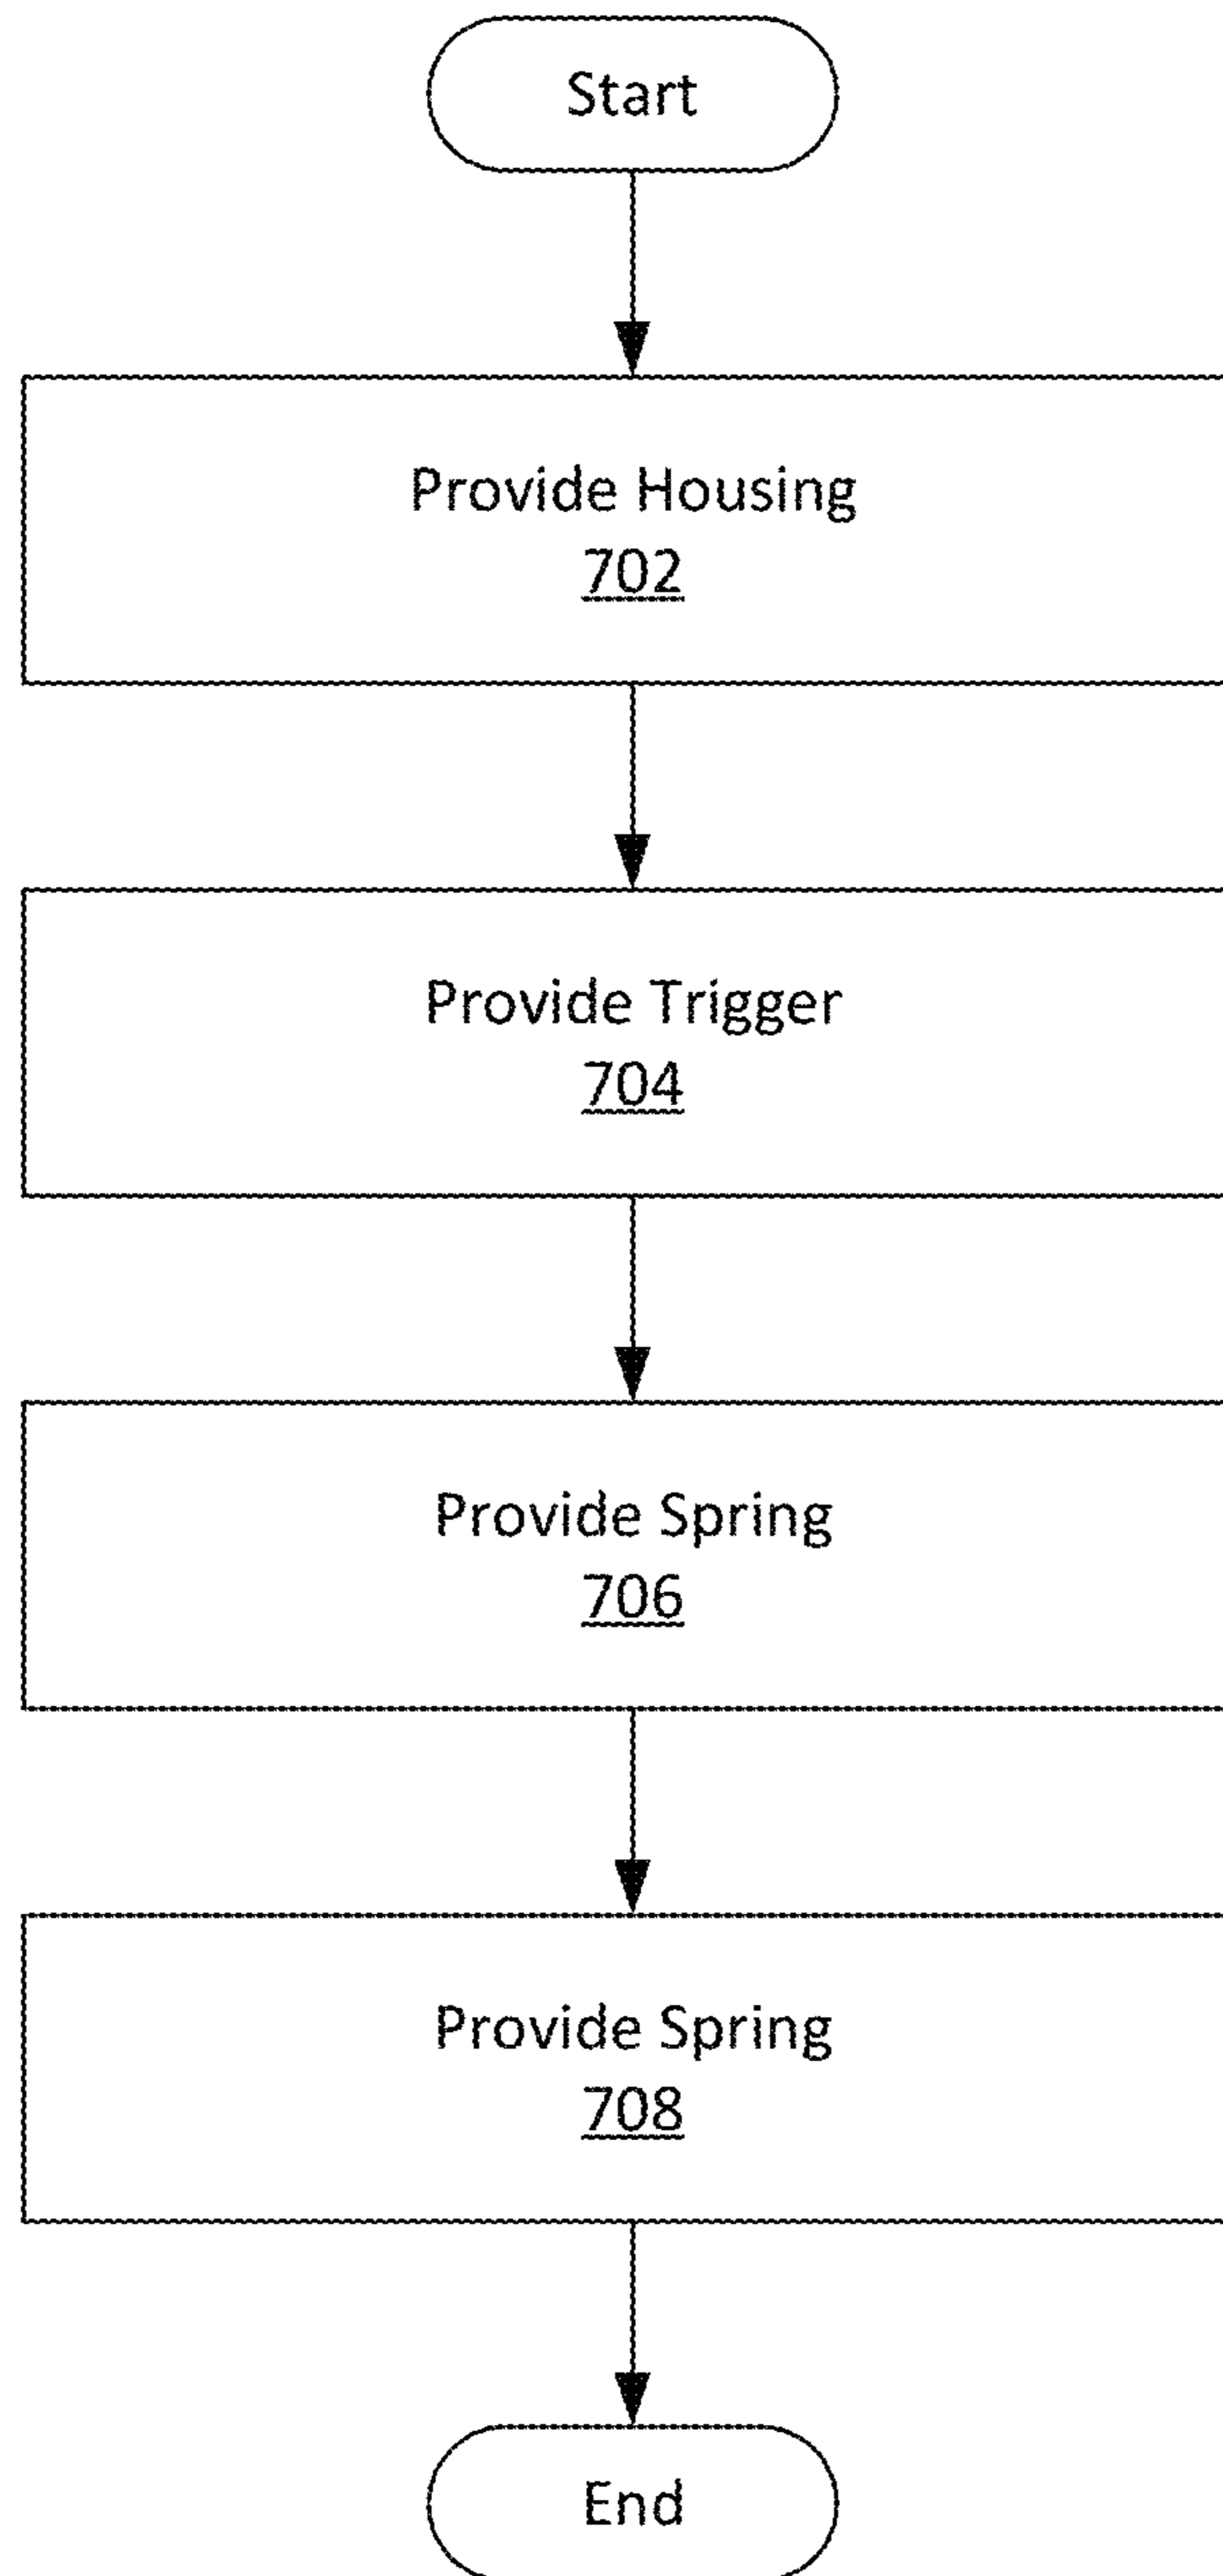 Start
Provide Housing
702
Provide Trigger
704
Provide Spring
706
Provide Spring
708
End